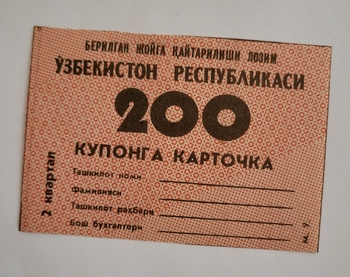 БЕРИЛГАН ЖОЙГА ҚАЙТАРИЛИШИ ЛОЗИМ
ЎЗБЕКИСТОН РЕСПУБЛИКАСИ
200
КУПОНГА КАРТОЧКА
Ташкилот номи
Фамилияси
Ташкилот раҳбари
Бош бухгалтери
2 квартал
М. Ў.